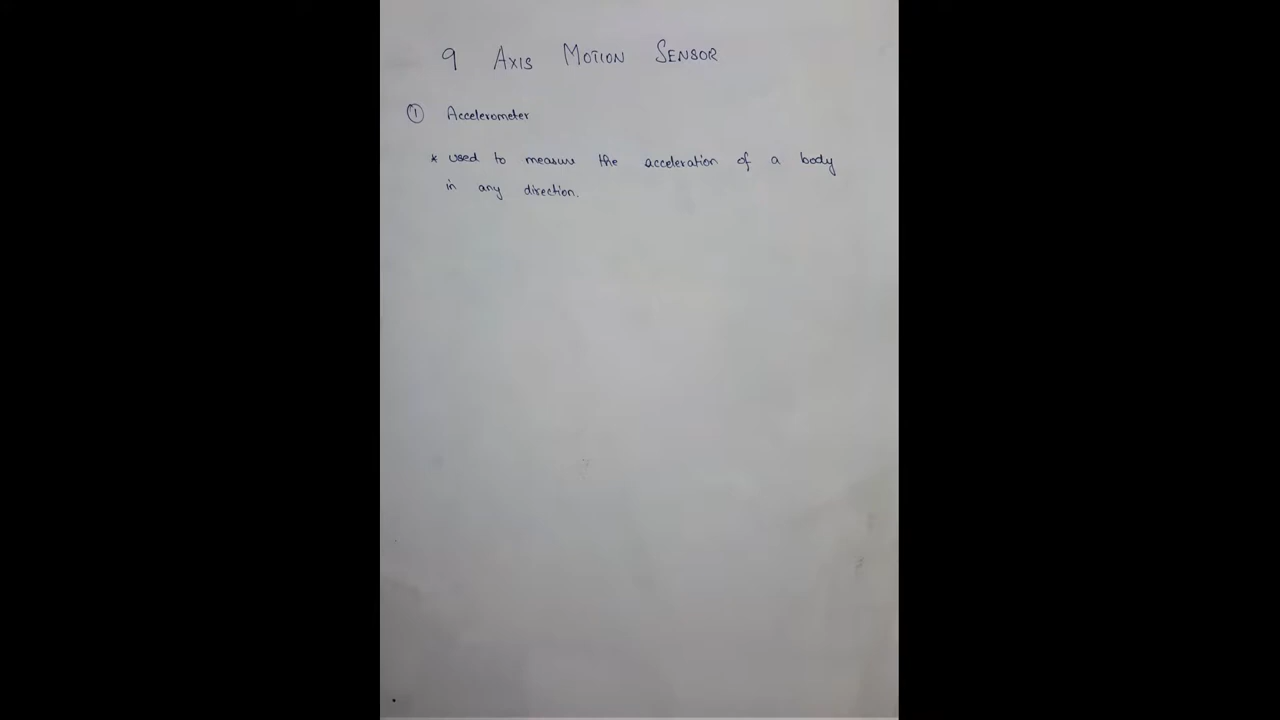 9 AXIS MOTION SENSOR
① Accelerometer
* used to measure the acceleration of a body
in any direction.